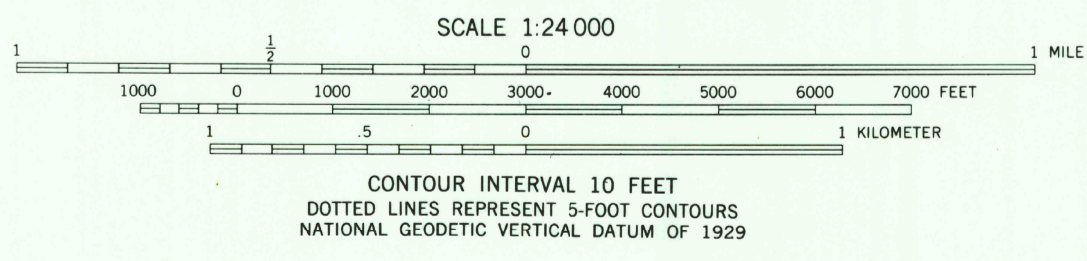 SCALE 1:24 000
1 1/2 0 1 MILE
1000 0 1000 2000 3000 4000 5000 6000 7000 FEET
1 .5 0 1 KILOMETER
CONTOUR INTERVAL 10 FEET
DOTTED LINES REPRESENT 5-FOOT CONTOURS
NATIONAL GEODETIC VERTICAL DATUM OF 1929